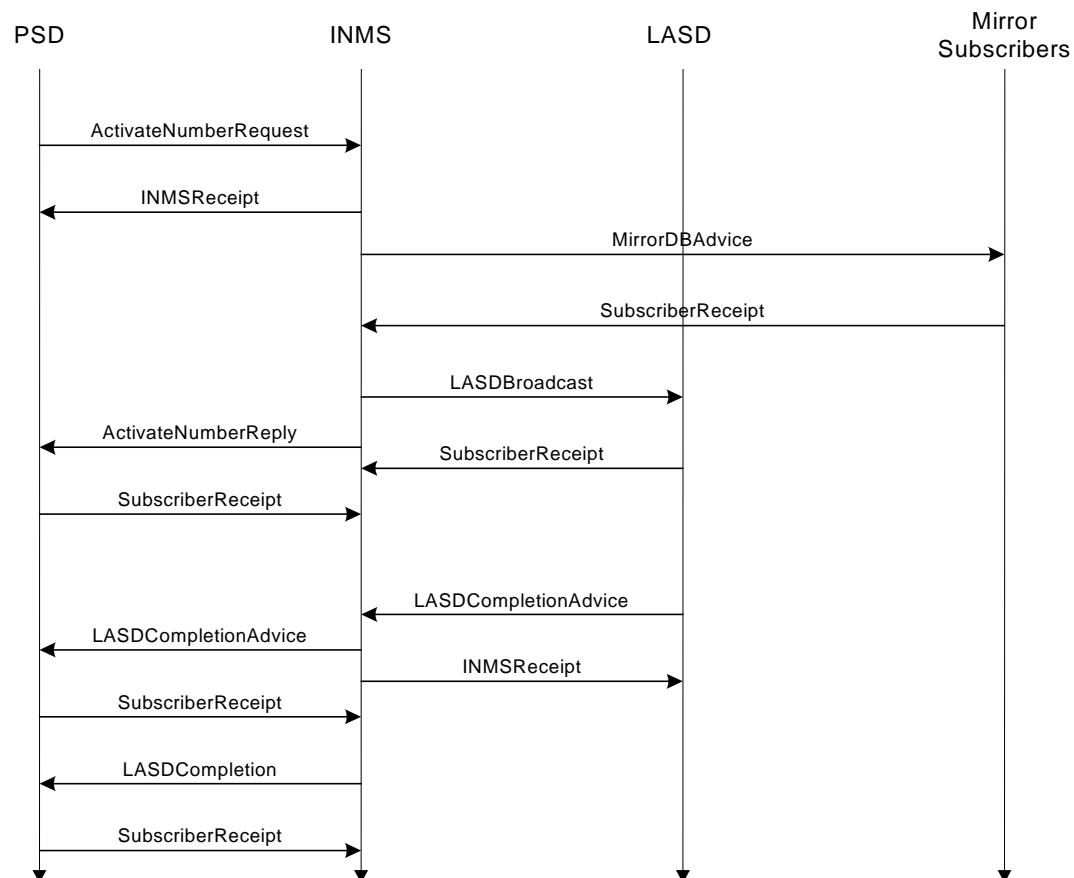 PSD
INMS
LASD
Mirror
Subscribers
ActivateNumberRequest
INMSReceipt
MirrorDBAdvice
SubscriberReceipt
LASDBroadcast
ActivateNumberReply
SubscriberReceipt
SubscriberReceipt
LASDCompletionAdvice
LASDCompletionAdvice
INMSReceipt
SubscriberReceipt
LASDCompletion
SubscriberReceipt